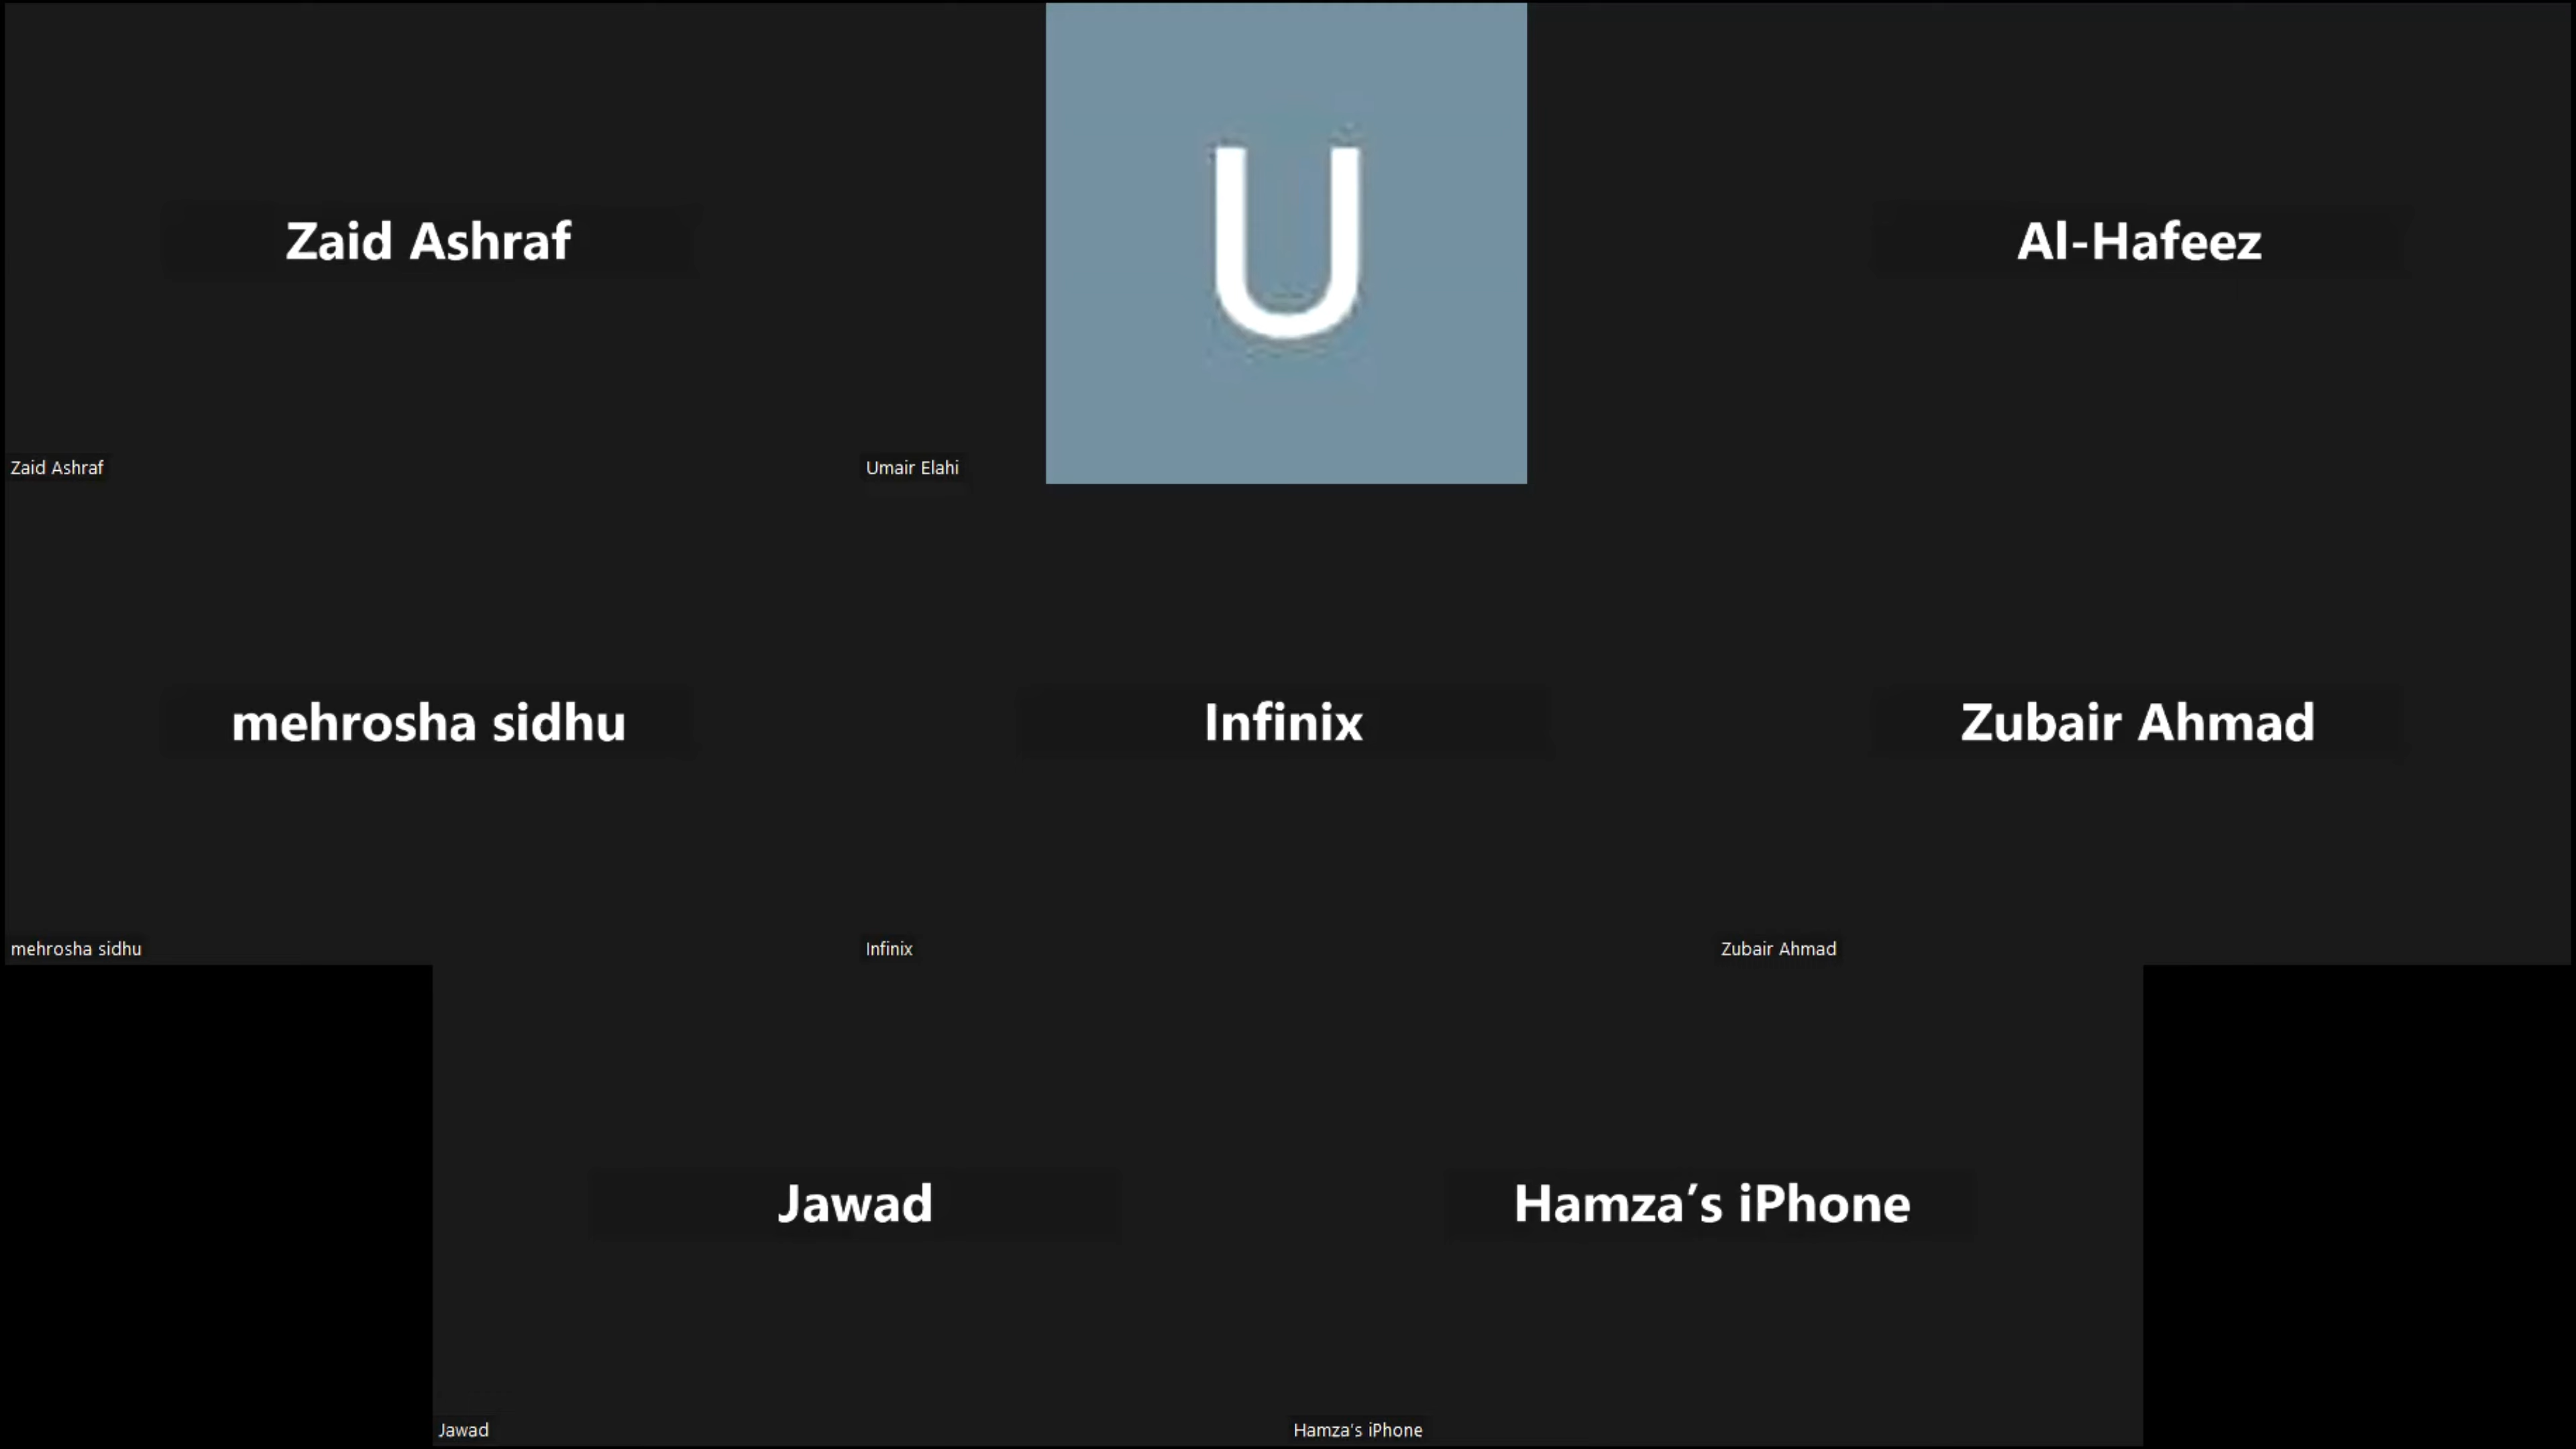 Zaid Ashraf
U
Al-Hafeez
Zaid Ashraf
Umair Elahi
mehrosha sidhu
Infinix
Zubair Ahmad
mehrosha sidhu
Infinix
Zubair Ahmad
Jawad
Hamza’s iPhone
Jawad
Hamza's iPhone